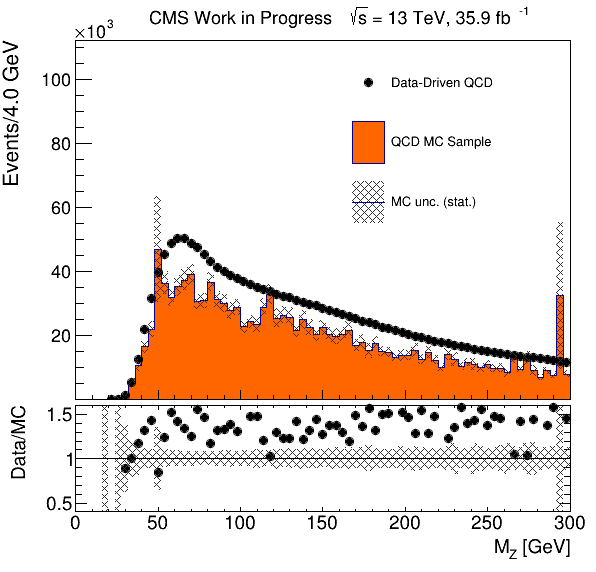 CMS Work in Progress √s = 13 TeV, 35.9 fb⁻¹
×10³
Events/4.0 GeV
100
80
60
40
20
Data-Driven QCD
QCD MC Sample
MC unc. (stat.)
Data/MC
1.5
1
0.5
0 50 100 150 200 250 300
M_Z [GeV]